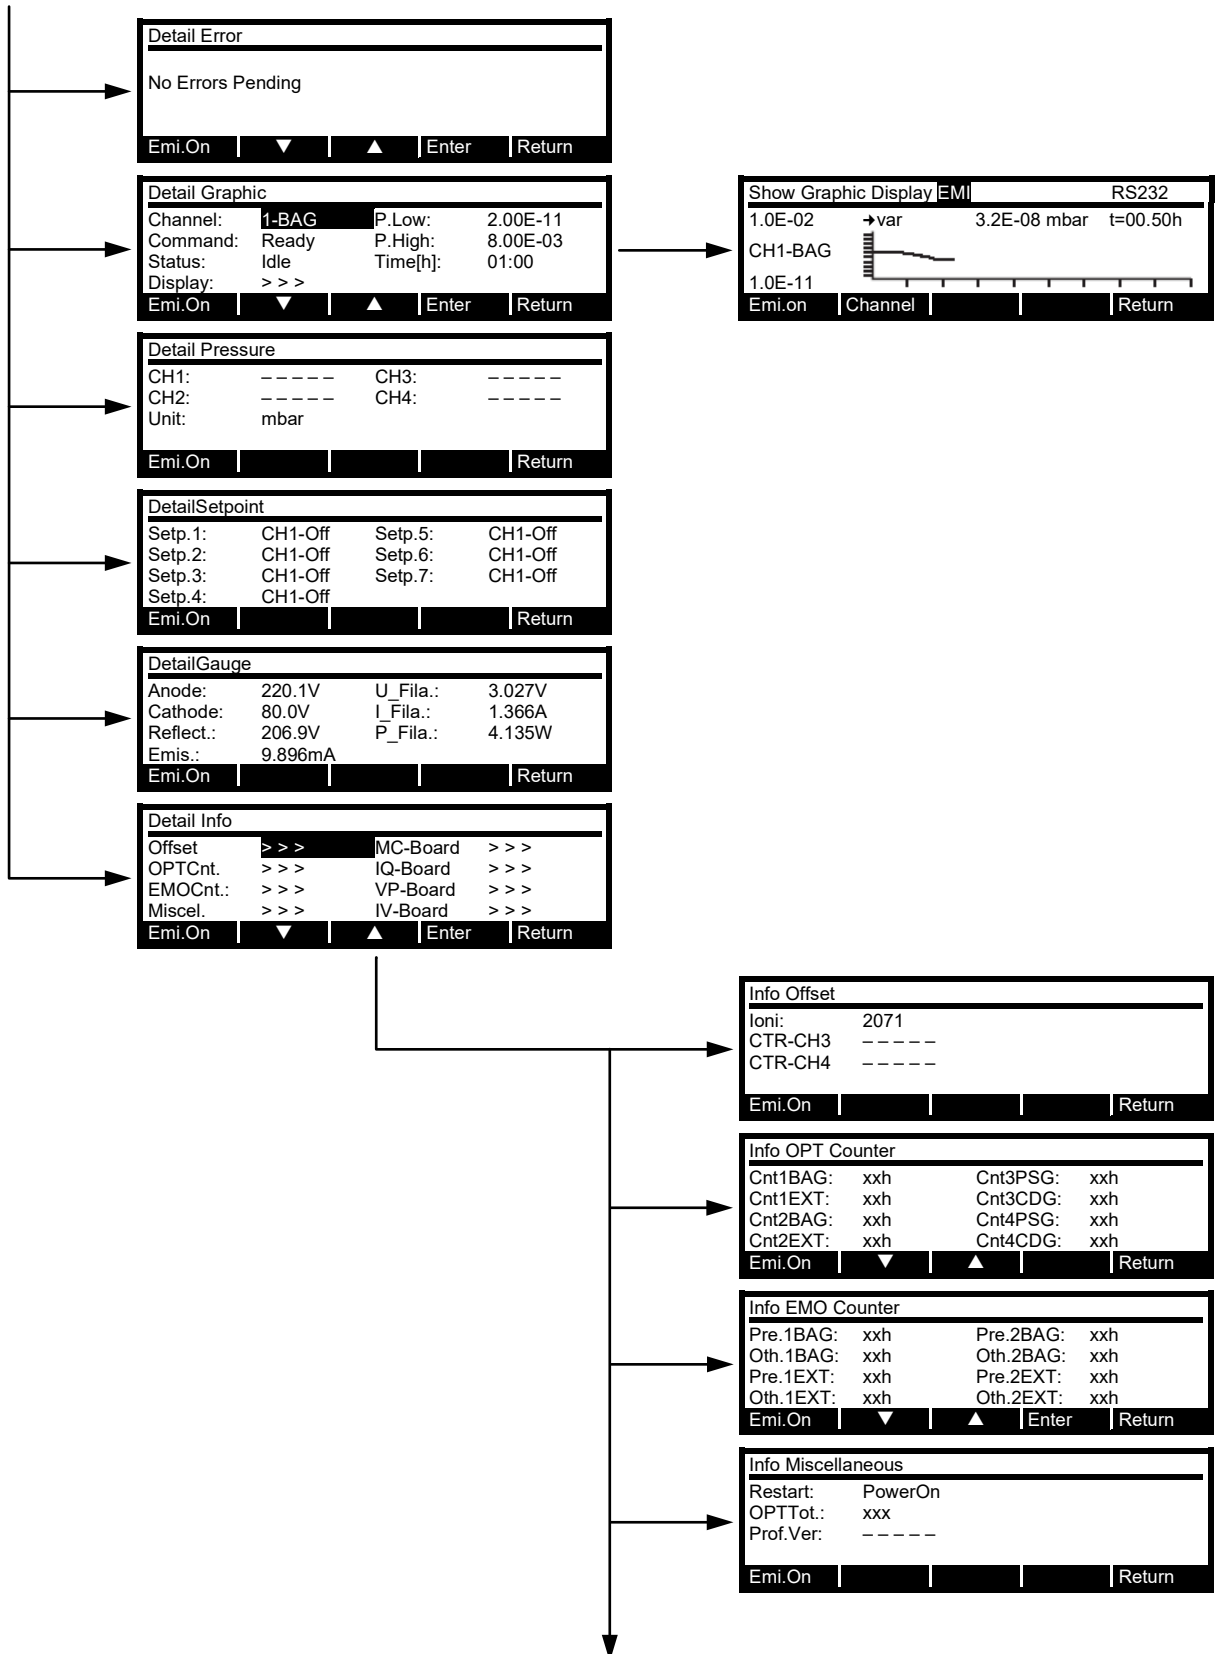 Detail Error
No Errors Pending
Emi.On ▼ ▲ Enter Return
Detail Graphic
Channel: 1-BAG P.Low: 2.00E-11
Command: Ready P.High: 8.00E-03
Status: Idle Time[h]: 01:00
Display: > > >
Emi.On ▼ ▲ Enter Return
Show Graphic Display EMI RS232
1.0E-02 →var 3.2E-08 mbar t=00.50h
CH1-BAG
1.0E-11
Emi.on Channel Return
Detail Pressure
CH1: – – – – – CH3: – – – – –
CH2: – – – – – CH4: – – – – –
Unit: mbar
Emi.On Return
DetailSetpoint
Setp.1: CH1-Off Setp.5: CH1-Off
Setp.2: CH1-Off Setp.6: CH1-Off
Setp.3: CH1-Off Setp.7: CH1-Off
Setp.4: CH1-Off
Emi.On Return
DetailGauge
Anode: 220.1V U_Fila.: 3.027V
Cathode: 80.0V I_Fila.: 1.366A
Reflect.: 206.9V P_Fila.: 4.135W
Emis.: 9.896mA
Emi.On Return
Detail Info
Offset > > > MC-Board > > >
OPTCnt. > > > IQ-Board > > >
EMOCnt.: > > > VP-Board > > >
Miscel. > > > IV-Board > > >
Emi.On ▼ ▲ Enter Return
Info Offset
Ioni: 2071
CTR-CH3 – – – – –
CTR-CH4 – – – – –
Emi.On Return
Info OPT Counter
Cnt1BAG: xxh Cnt3PSG: xxh
Cnt1EXT: xxh Cnt3CDG: xxh
Cnt2BAG: xxh Cnt4PSG: xxh
Cnt2EXT: xxh Cnt4CDG: xxh
Emi.On ▼ ▲ Return
Info EMO Counter
Pre.1BAG: xxh Pre.2BAG: xxh
Oth.1BAG: xxh Oth.2BAG: xxh
Pre.1EXT: xxh Pre.2EXT: xxh
Oth.1EXT: xxh Oth.2EXT: xxh
Emi.On ▼ ▲ Enter Return
Info Miscellaneous
Restart: PowerOn
OPTTot.: xxx
Prof.Ver: – – – – –
Emi.On Return